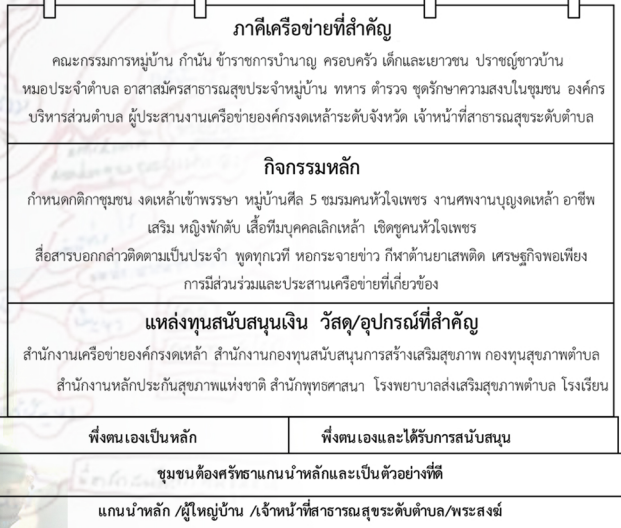 ภาคีเครือข่ายที่สำคัญ
คณะกรรมการหมู่บ้าน กำนัน ข้าราชการบำนาญ ครอบครัว เด็กและเยาวชน ปราชญ์ชาวบ้าน
หมอประจำตำบล อาสาสมัครสาธารณสุขประจำหมู่บ้าน ทหาร ตำรวจ ชุดรักษาความสงบในชุมชน องค์กร
บริหารส่วนตำบล ผู้ประสานงานเครือข่ายองค์กรงดเหล้าระดับจังหวัด เจ้าหน้าที่สาธารณสุขระดับตำบล
กิจกรรมหลัก
กำหนดกติกาชุมชน งดเหล้าเข้าพรรษา หมู่บ้านศีล 5 ชมรมคนหัวใจเพชร งานศพงานบุญงดเหล้า อาชีพ
เสริม หญิงพักตับ เสื้อทีมบุคคลเลิกเหล้า เชิดชูคนหัวใจเพชร
สื่อสารบอกกล่าวติดตามเป็นประจำ พูดทุกเวที หอกระจายข่าว กีฬาต้านยาเสพติด เศรษฐกิจพอเพียง
การมีส่วนร่วมและประสานเครือข่ายที่เกี่ยวข้อง
แหล่งทุนสนับสนุนเงิน วัสดุ/อุปกรณ์ที่สำคัญ
สำนักงานเครือข่ายองค์กรงดเหล้า สำนักงานกองทุนสนับสนุนการสร้างเสริมสุขภาพ กองทุนสุขภาพตำบล
สำนักงานหลักประกันสุขภาพแห่งชาติ สำนักพุทธศาสนา โรงพยาบาลส่งเสริมสุขภาพตำบล โรงเรียน
พึ่งตนเองเป็นหลัก
พึ่งตนเองและได้รับการสนับสนุน
ชุมชนต้องศรัทธาแกนนำหลักและเป็นตัวอย่างที่ดี
แกนนำหลัก /ผู้ใหญ่บ้าน /เจ้าหน้าที่สาธารณสุขระดับตำบล/พระสงฆ์